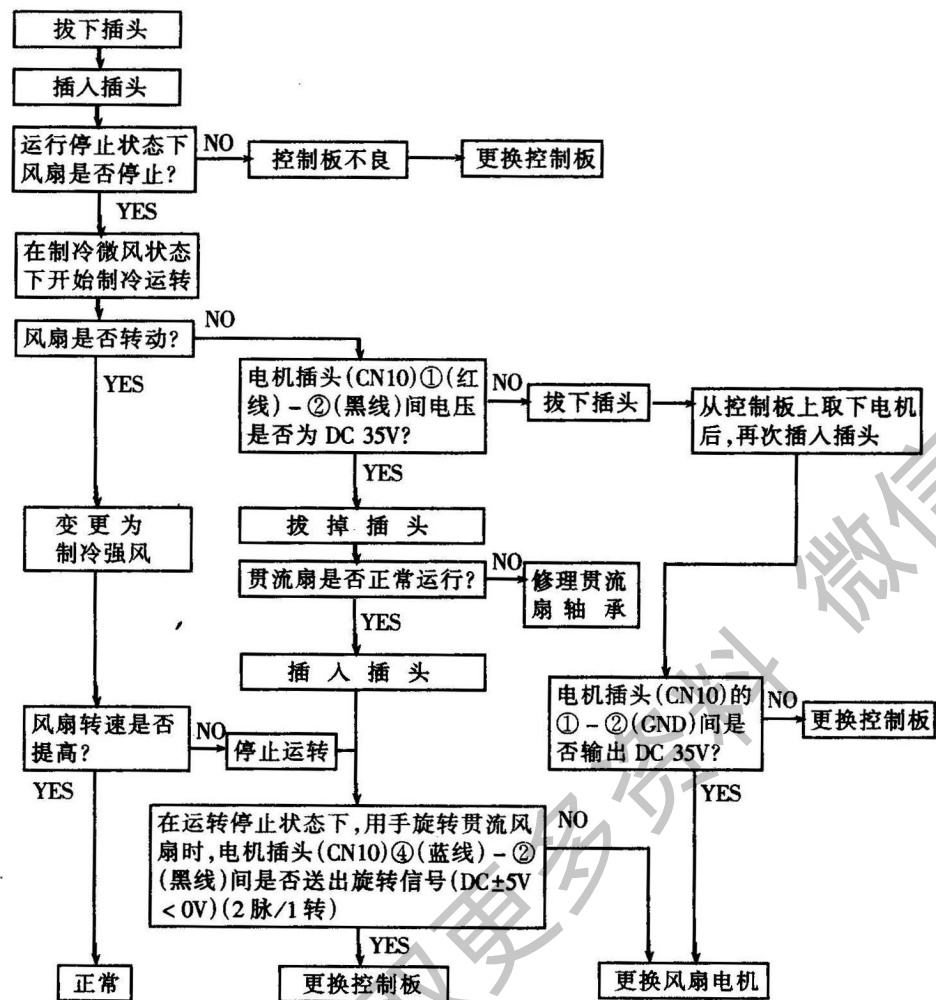 拔下插头
插入插头
运行停止状态下
风扇是否停止?
NO
控制板不良
更换控制板
YES
在制冷微风状态
下开始制冷运转
风扇是否转动?
NO
YES
电机插头(CN10)①(红
线)-②(黑线)间电压
是否为 DC 35V?
NO
拔下插头
从控制板上取下电机
后,再次插入插头
YES
变更为
制冷强风
拔掉插头
贯流扇是否正常运行?
NO
修理贯流
扇轴承
YES
插入插头
风扇转速是否
提高?
NO
停止运转
电机插头(CN10)的
①-②(GND)间是
否输出 DC 35V?
NO
更换控制板
YES
YES
在运转停止状态下,用手旋转贯流风
扇时,电机插头(CN10)④(蓝线)-②
(黑线)间是否送出旋转信号(DC±5V
<0V)(2脉/1转)
NO
YES
正常
更换控制板
更换风扇电机
取更多资料 微信